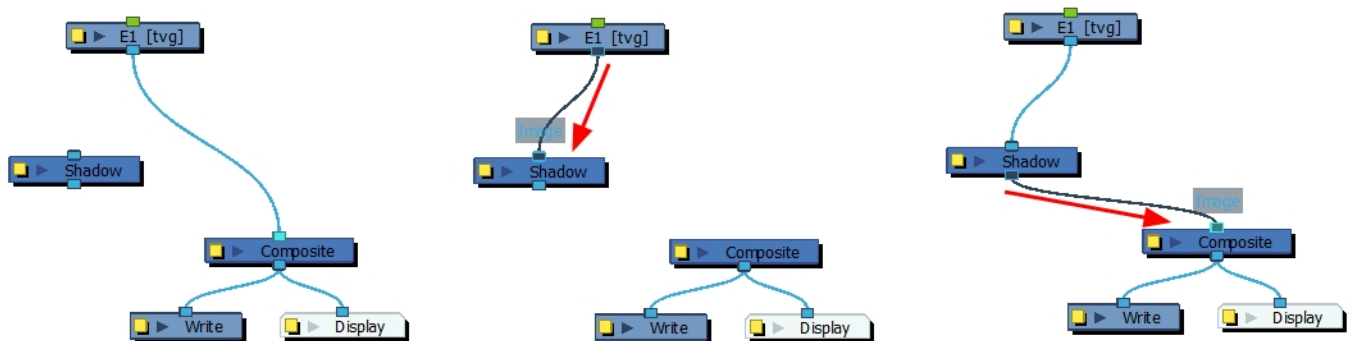 E1 [tvg]
Shadow
Composite
Write
Display
E1 [tvg]
Image
Shadow
Composite
Write
Display
E1 [tvg]
Shadow
Image
Composite
Write
Display